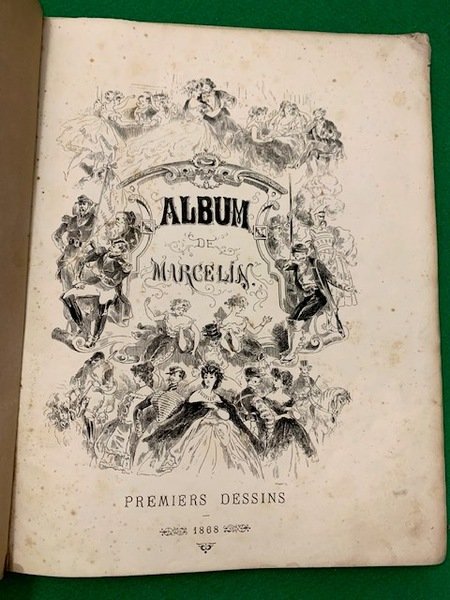 ALBUM
DE
MARCELIN.
PREMIERS DESSINS
1868